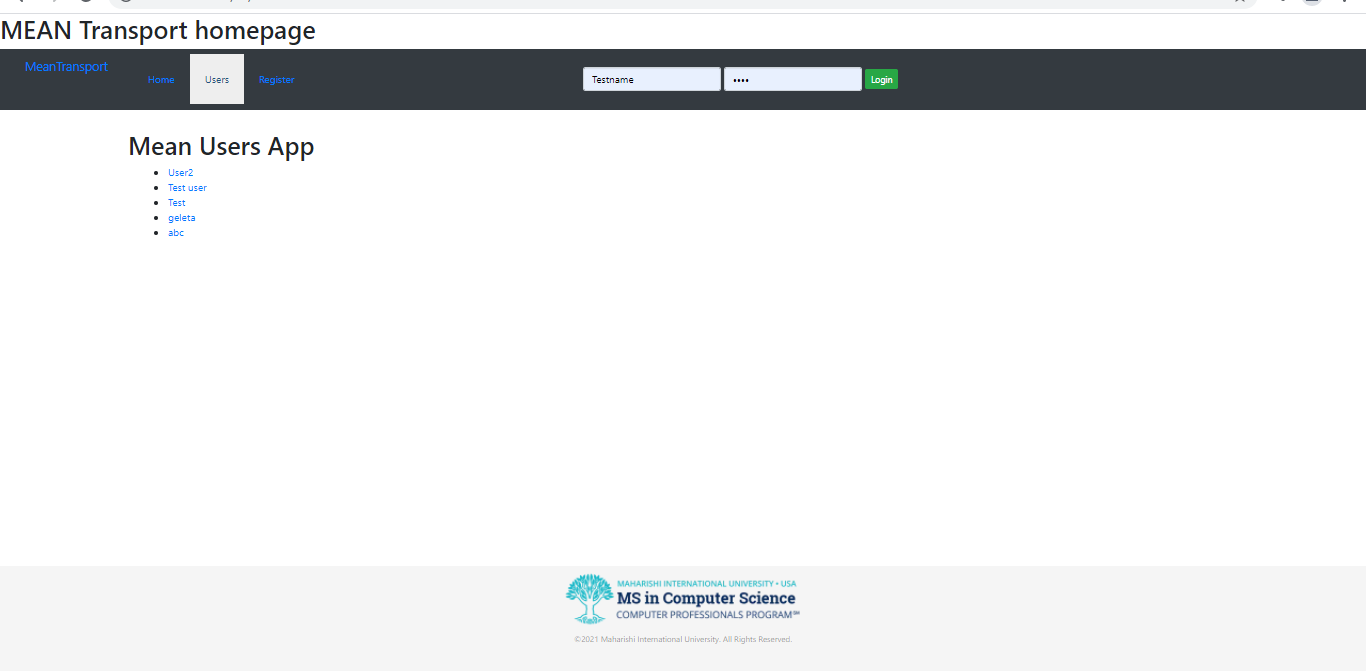 MEAN Transport homepage
MeanTransport
Home Users Register Testname •••• Login
Mean Users App
• User2
• Test user
• Test
• geleta
• abc
MAHARISHI INTERNATIONAL UNIVERSITY • USA
MS in Computer Science
COMPUTER PROFESSIONALS PROGRAM℠
©2021 Maharishi International University. All Rights Reserved.